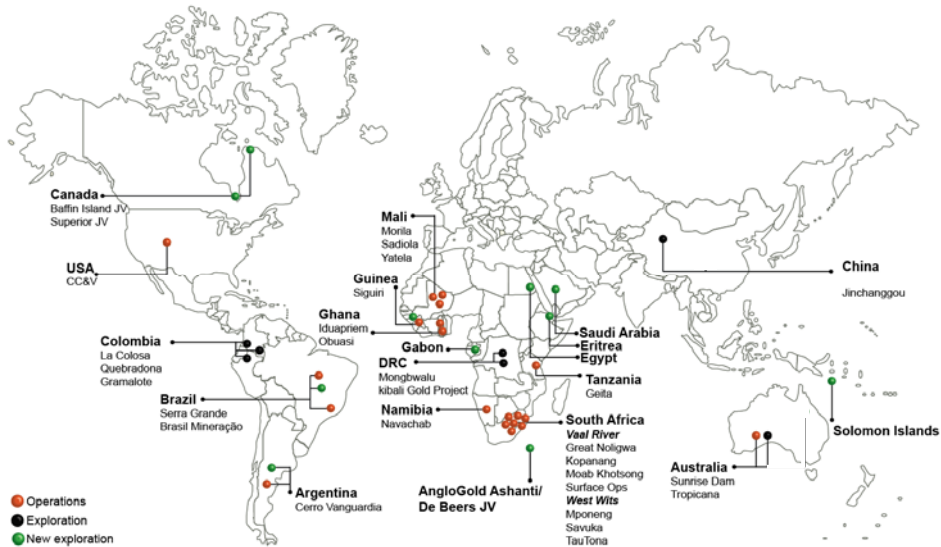 Canada
Baffin Island JV
Superior JV
USA
CC&V
Colombia
La Colosa
Quebradona
Gramalote
Brazil
Serra Grande
Brasil Mineração
Argentina
Cerro Vanguardia
Mali
Morila
Sadiola
Yatela
Guinea
Siguiri
Ghana
Iduapriem
Obuasi
Gabon
DRC
Mongbwalu
kibali Gold Project
Namibia
Navachab
AngloGold Ashanti/
De Beers JV
Saudi Arabia
Eritrea
Egypt
Tanzania
Geita
South Africa
Vaal River
Great Noligwa
Kopanang
Moab Khotsong
Surface Ops
West Wits
Mponeng
Savuka
TauTona
China
Jinchanggou
Solomon Islands
Australia
Sunrise Dam
Tropicana
Operations
Exploration
New exploration